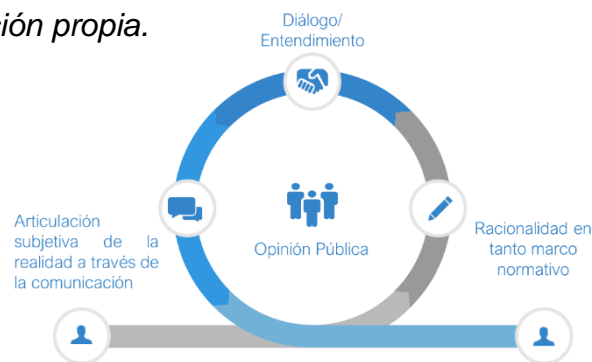 ción propia.
Diálogo/
Entendimiento
Articulación
subjetiva de la
realidad a través de
la comunicación
Opinión Pública
Racionalidad en
tanto marco
normativo